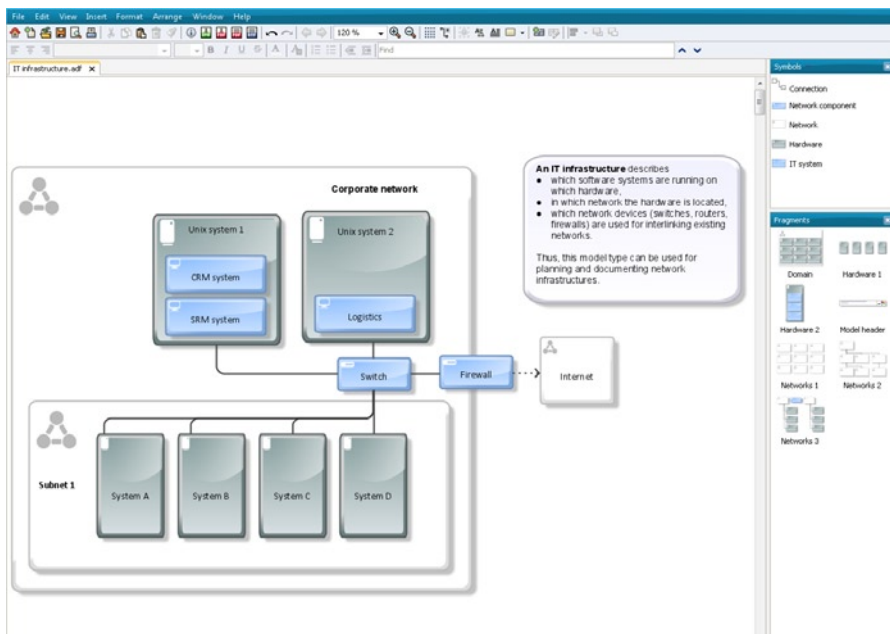 File Edit View Insert Format Arrange Window Help
120 %
B I U S
Find
IT infrastructure.adf
Symbols
Connection
Network component
Network
Hardware
IT system
Fragments
Domain
Hardware 1
Hardware 2
Model header
Networks 1
Networks 2
Networks 3
Corporate network
Unix system 1
CRM system
SRM system
Unix system 2
Logistics
An IT infrastructure describes
● which software systems are running on
which hardware,
● in which network the hardware is located,
● which network devices (switches, routers,
firewalls) are used for interlinking existing
networks.
Thus, this model type can be used for
planning and documenting network
infrastructures.
Switch
Firewall
Internet
Subnet 1
System A
System B
System C
System D